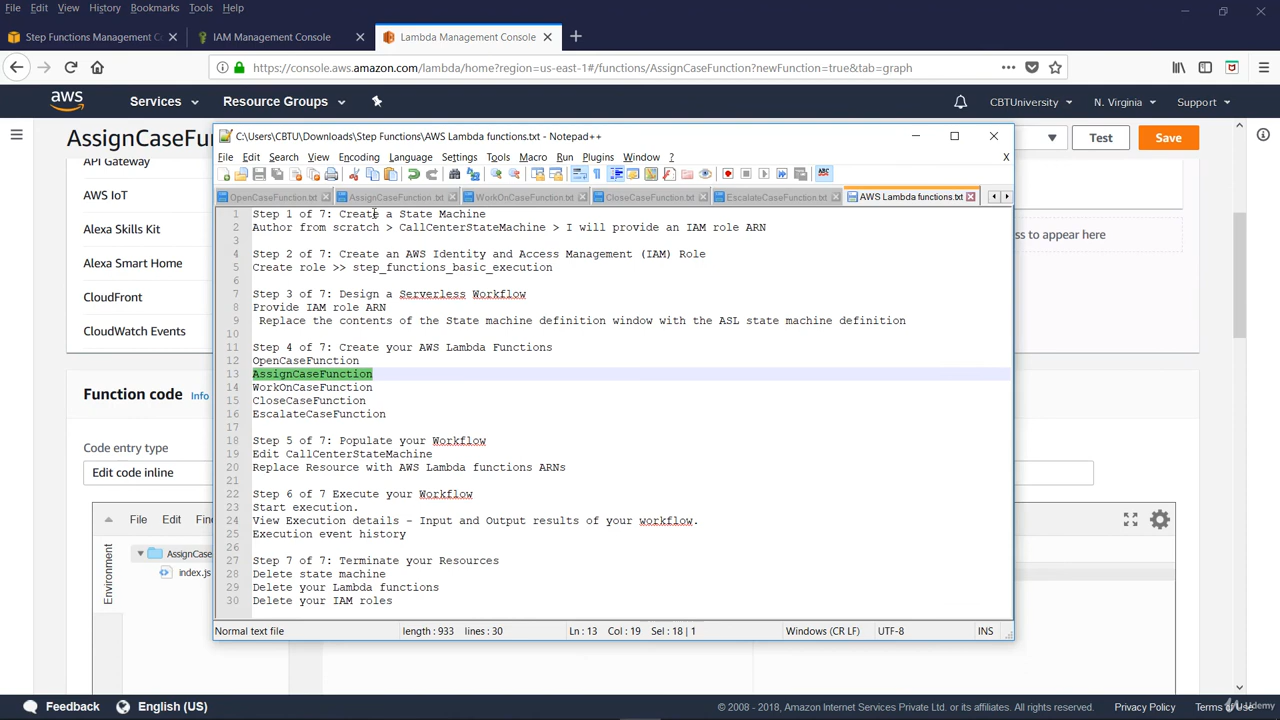 File Edit View History Bookmarks Tools Help
Step Functions Management C
IAM Management Console
Lambda Management Console
https://console.aws.amazon.com/lambda/home?region=us-east-1#/functions/AssignCaseFunction?newFunction=true&tab=graph
aws Services Resource Groups CBTUniversity N. Virginia Support
AssignCaseFu
Test
Save
C:\Users\CBTU\Downloads\Step Functions\AWS Lambda functions.txt - Notepad++
File Edit Search View Encoding Language Settings Tools Macro Run Plugins Window ? X
OpenCaseFunction.txt AssignCaseFunction .txt WorkOnCaseFunction.txt CloseCaseFunction.txt EscalateCaseFunction.txt AWS Lambda functions.txt
1 Step 1 of 7: Create a State Machine
2 Author from scratch > CallCenterStateMachine > I will provide an IAM role ARN
3
4 Step 2 of 7: Create an AWS Identity and Access Management (IAM) Role
5 Create role >> step_functions_basic_execution
6
7 Step 3 of 7: Design a Serverless Workflow
8 Provide IAM role ARN
9 Replace the contents of the State machine definition window with the ASL state machine definition
10
11 Step 4 of 7: Create your AWS Lambda Functions
12 OpenCaseFunction
13 AssignCaseFunction
14 WorkOnCaseFunction
15 CloseCaseFunction
16 EscalateCaseFunction
17
18 Step 5 of 7: Populate your Workflow
19 Edit CallCenterStateMachine
20 Replace Resource with AWS Lambda functions ARNs
21
22 Step 6 of 7 Execute your Workflow
23 Start execution.
24 View Execution details - Input and Output results of your workflow.
25 Execution event history
26
27 Step 7 of 7: Terminate your Resources
28 Delete state machine
29 Delete your Lambda functions
30 Delete your IAM roles
Normal text file length : 933 lines : 30 Ln : 13 Col : 19 Sel : 18 | 1 Windows (CR LF) UTF-8 INS
API Gateway
AWS IoT
Alexa Skills Kit
Alexa Smart Home
CloudFront
CloudWatch Events
ss to appear here
Function code Info
Code entry type
Edit code inline
File Edit Fin
Environment
AssignCase
index.js
Feedback English (US) © 2008 - 2018, Amazon Internet Services Private Ltd. or its affiliates. All rights reserved. Privacy Policy Terms of Use
Udemy